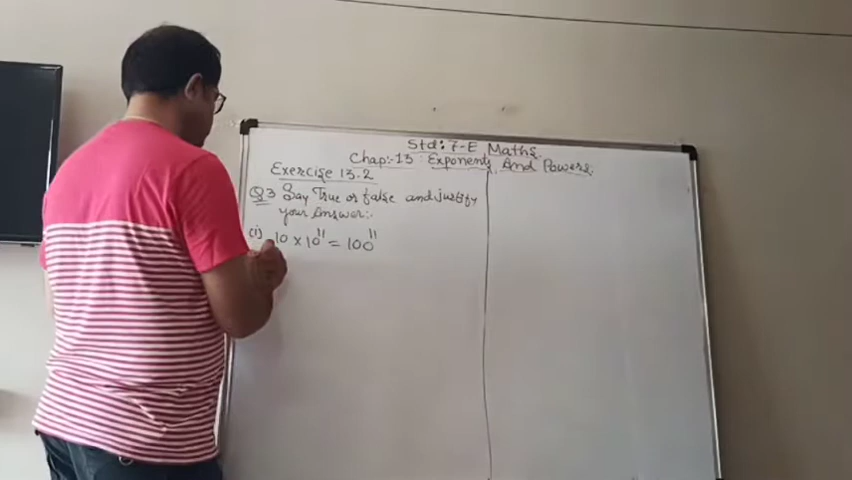 Std: 7-E Maths.
Chap:-13 : Exponents And Powers.
Exercise 13.2
Q3 Say True or false and justify
your Answer:-
(i) 10 × 10¹¹ = 100¹¹